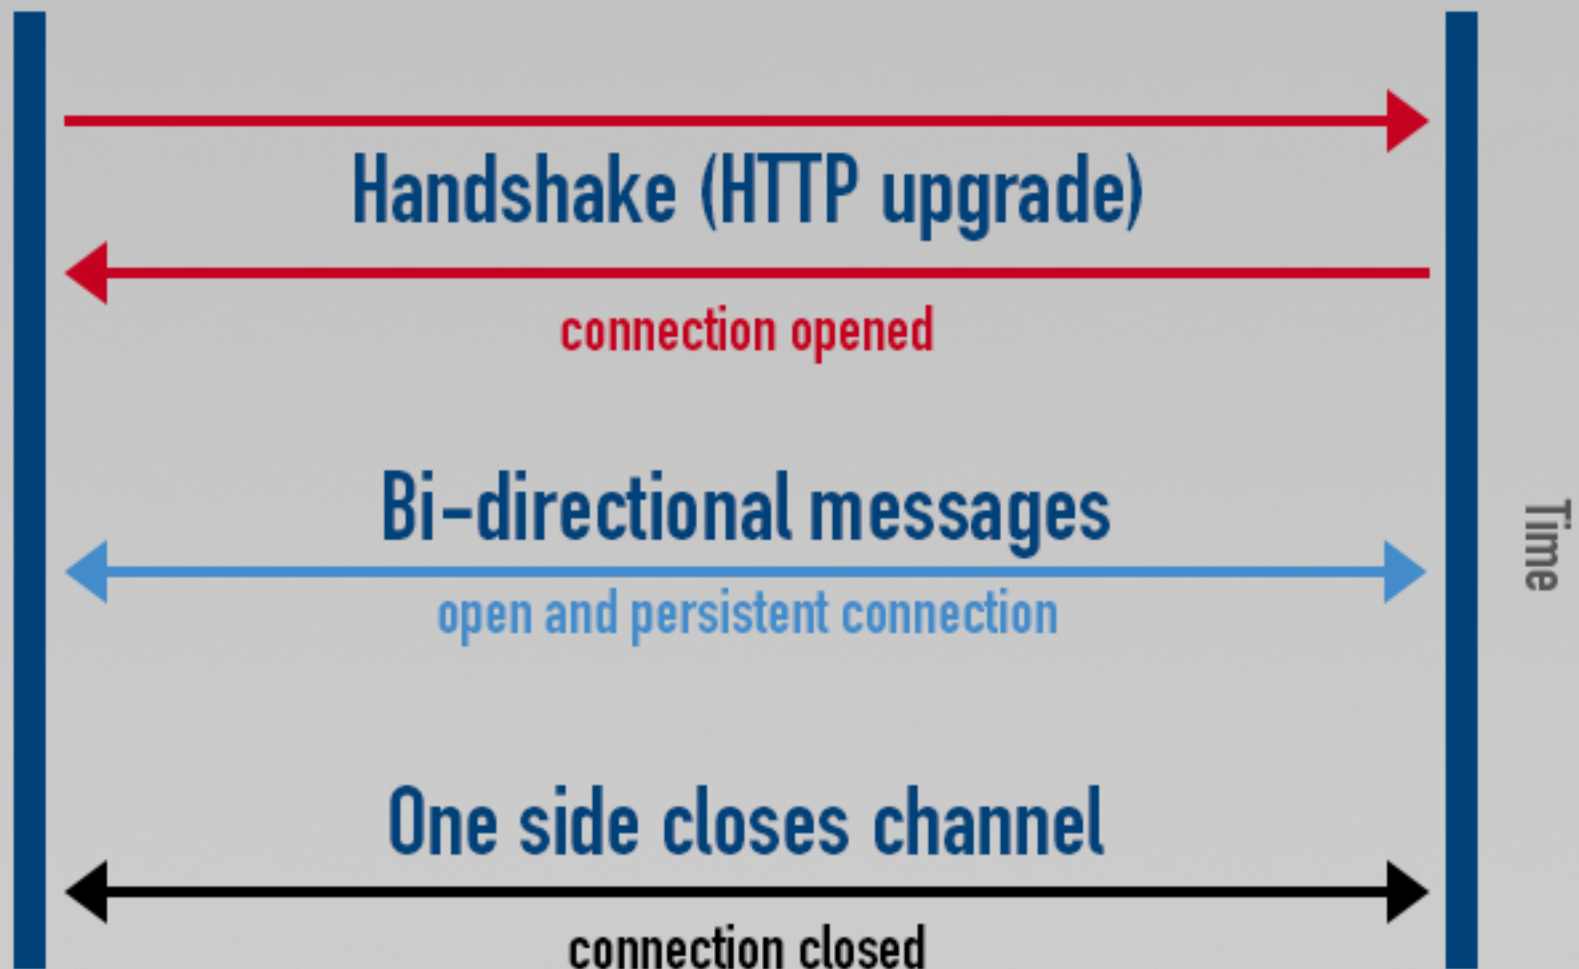 Handshake (HTTP upgrade)
connection opened
Bi-directional messages
open and persistent connection
Time
One side closes channel
connection closed